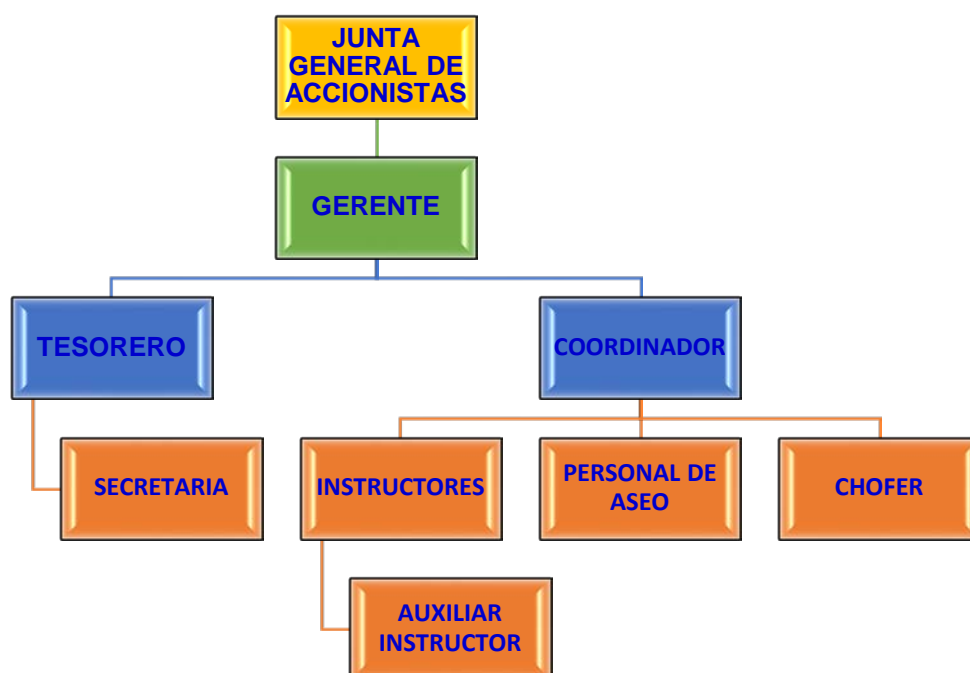 JUNTA
GENERAL DE
ACCIONISTAS
GERENTE
TESORERO
COORDINADOR
SECRETARIA
INSTRUCTORES
PERSONAL DE
ASEO
CHOFER
AUXILIAR
INSTRUCTOR